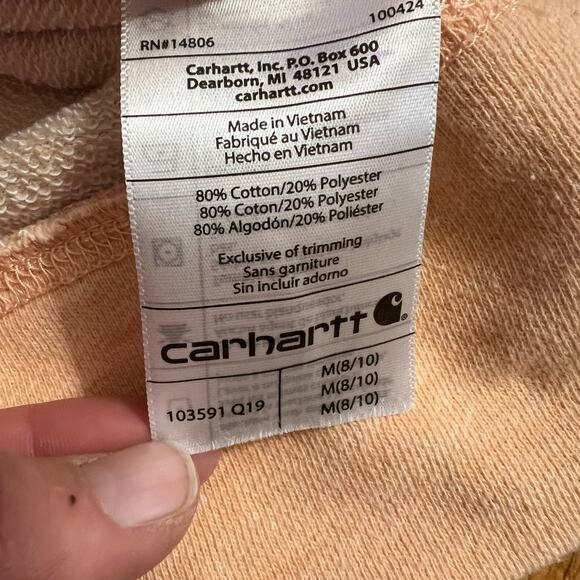 RN#14806 100424
Carhartt, Inc. P.O. Box 600
Dearborn, MI 48121 USA
carhartt.com
Made in Vietnam
Fabriqué au Vietnam
Hecho en Vietnam
80% Cotton/20% Polyester
80% Coton/20% Polyester
80% Algodón/20% Poliéster
Exclusive of trimming
Sans garniture
Sin incluir adorno
carhartt
103591 Q19
M(8/10)
M(8/10)
M(8/10)